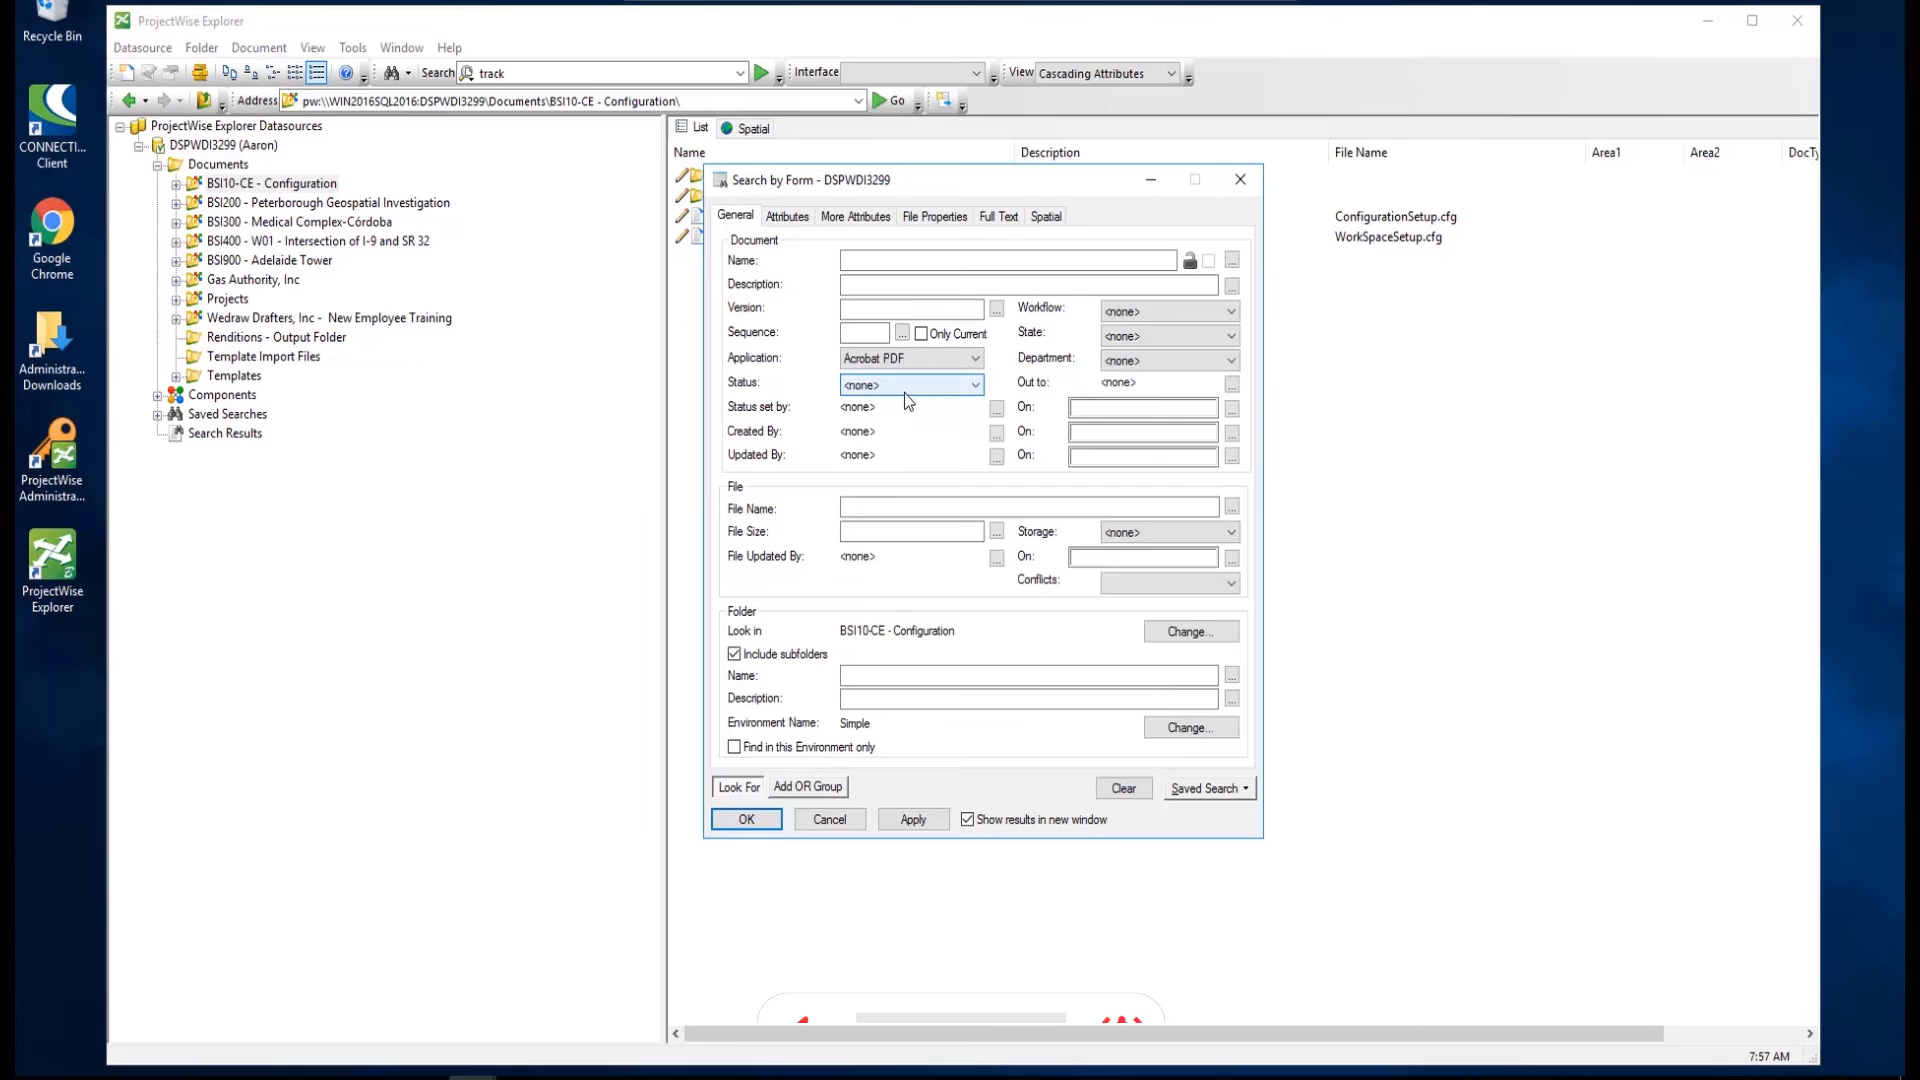 Recycle Bin
CONNECTI...
Client
Google
Chrome
Administra...
Downloads
ProjectWise
Administra...
ProjectWise
Explorer
ProjectWise Explorer
Datasource Folder Document View Tools Window Help
Search track Interface View Cascading Attributes
Address pw:\\WIN2016SQL2016:DSPWDI3299\Documents\BSI10-CE - Configuration\ Go
ProjectWise Explorer Datasources
DSPWDI3299 (Aaron)
Documents
BSI10-CE - Configuration
BSI200 - Peterborough Geospatial Investigation
BSI300 - Medical Complex-Córdoba
BSI400 - W01 - Intersection of I-9 and SR 32
BSI900 - Adelaide Tower
Gas Authority, Inc
Projects
Wedraw Drafters, Inc - New Employee Training
Renditions - Output Folder
Template Import Files
Templates
Components
Saved Searches
Search Results
List Spatial
Name Description File Name Area1 Area2 DocTy
ConfigurationSetup.cfg
WorkSpaceSetup.cfg
Search by Form - DSPWDI3299
General Attributes More Attributes File Properties Full Text Spatial
Document
Name: ...
Description: ...
Version: ... Workflow: <none>
Sequence: ... Only Current State: <none>
Application: Acrobat PDF Department: <none>
Status: <none> Out to: <none> ...
Status set by: <none> ... On: ...
Created By: <none> ... On: ...
Updated By: <none> ... On: ...
File
File Name: ...
File Size: ... Storage: <none>
File Updated By: <none> ... On: ...
Conflicts:
Folder
Look in BSI10-CE - Configuration Change...
Include subfolders
Name: ...
Description: ...
Environment Name: Simple Change...
Find in this Environment only
Look For Add OR Group Clear Saved Search
OK Cancel Apply Show results in new window
7:57 AM